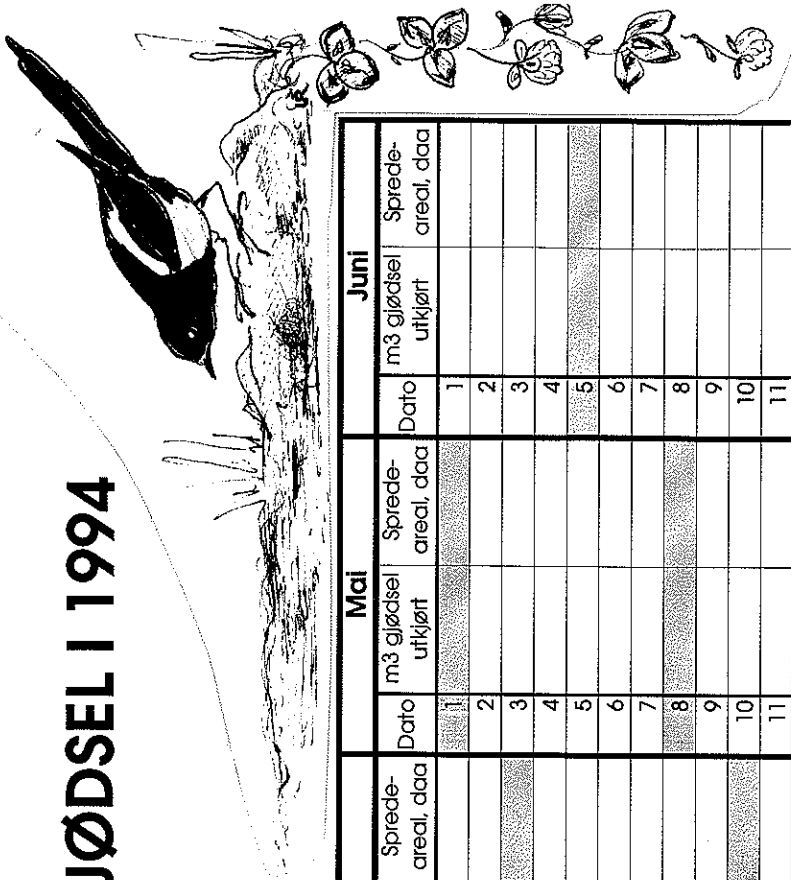 JØDSEL I 1994
Mai
Juni
Sprede-
areal, daa
Dato
m3 gjødsel
utkjørt
Sprede-
areal, daa
Dato
m3 gjødsel
utkjørt
Sprede-
areal, daa
1
1
2
2
3
3
4
4
5
5
6
6
7
7
8
8
9
9
10
10
11
11